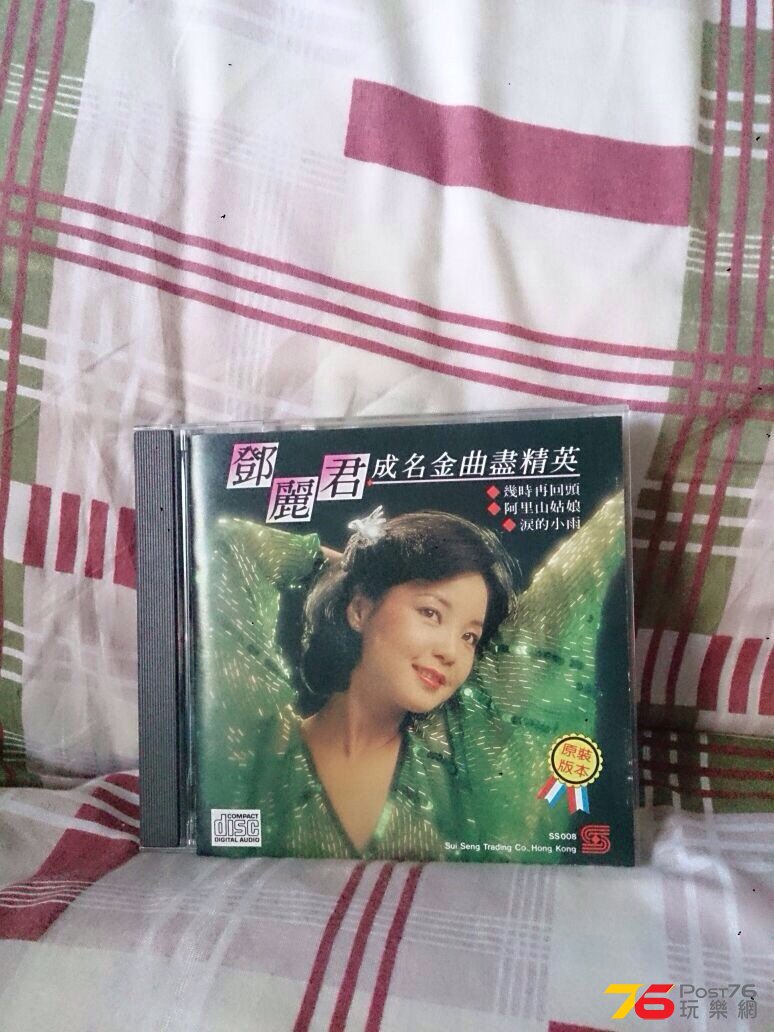 鄧麗君
成名金曲盡精英
幾時再回頭
阿里山姑娘
淚的小雨
原裝
版本
COMPACT
disc
DIGITAL AUDIO
SS008
Sui Seng Trading Co., Hong Kong
76 POST76
玩樂網